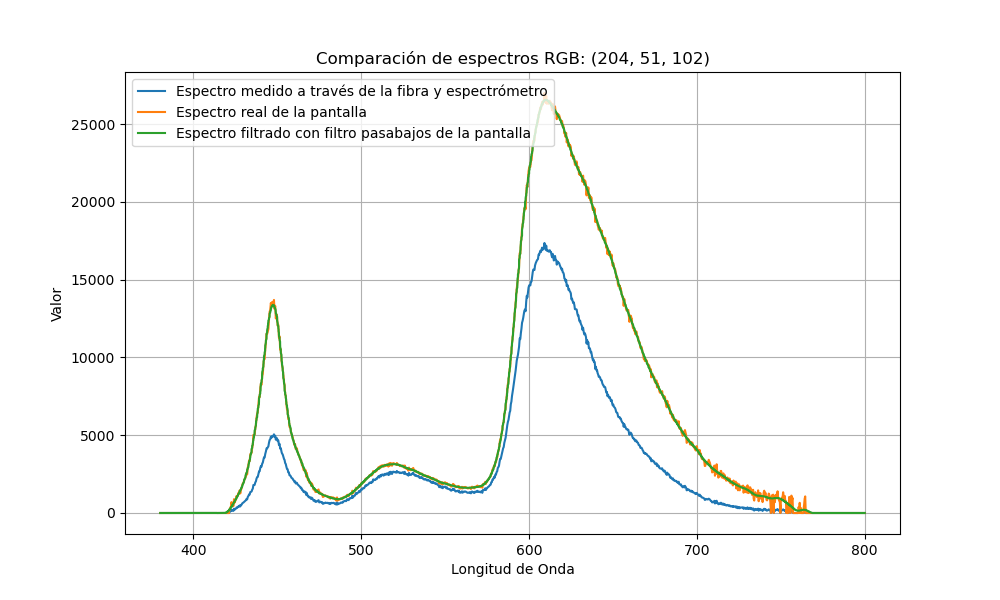 Comparación de espectros RGB: (204, 51, 102)
Espectro medido a través de la fibra y espectrómetro
Espectro real de la pantalla
Espectro filtrado con filtro pasabajos de la pantalla
25000
20000
15000
10000
5000
0
Valor
400
500
600
700
800
Longitud de Onda